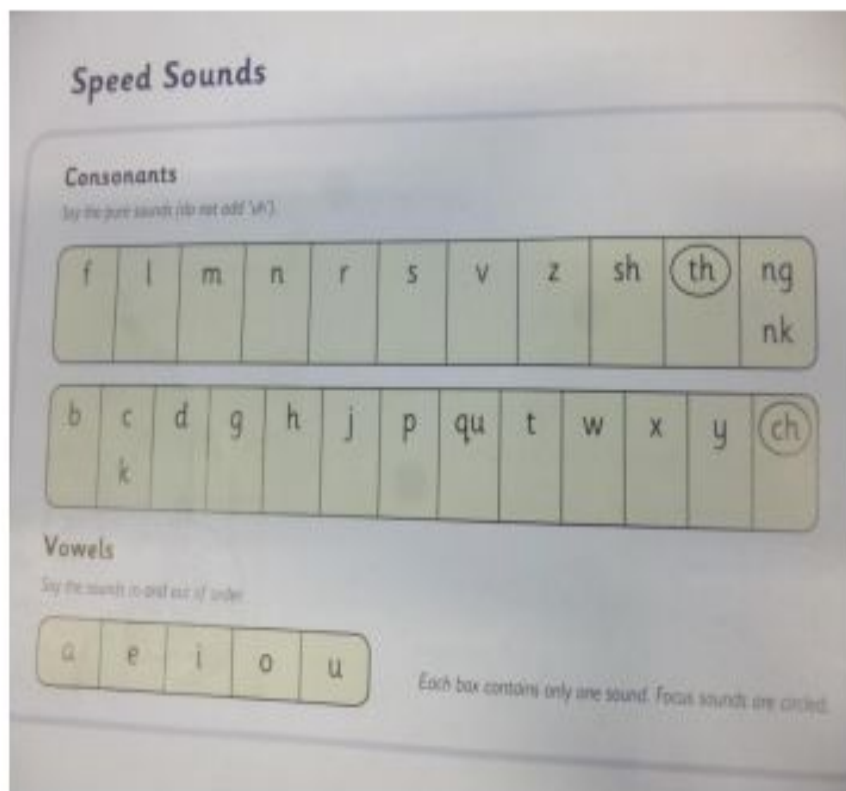 Speed Sounds
Consonants
Say the pure sounds (do not add 'uh').
f l m n r s v z sh th ng
nk
b c d g h j p qu t w x y ch
k
Vowels
Say the sounds in and out of order.
a e i o u
Each box contains only one sound. Focus sounds are circled.